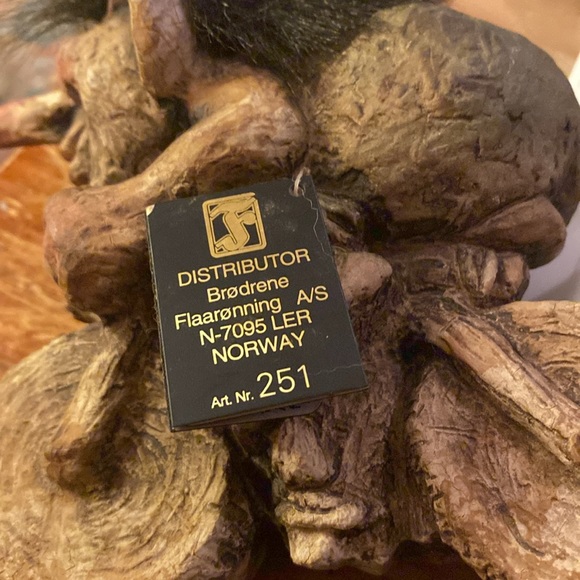 DISTRIBUTOR
Brødrene
Flaarønning A/S
N-7095 LER
NORWAY
Art. Nr. 251